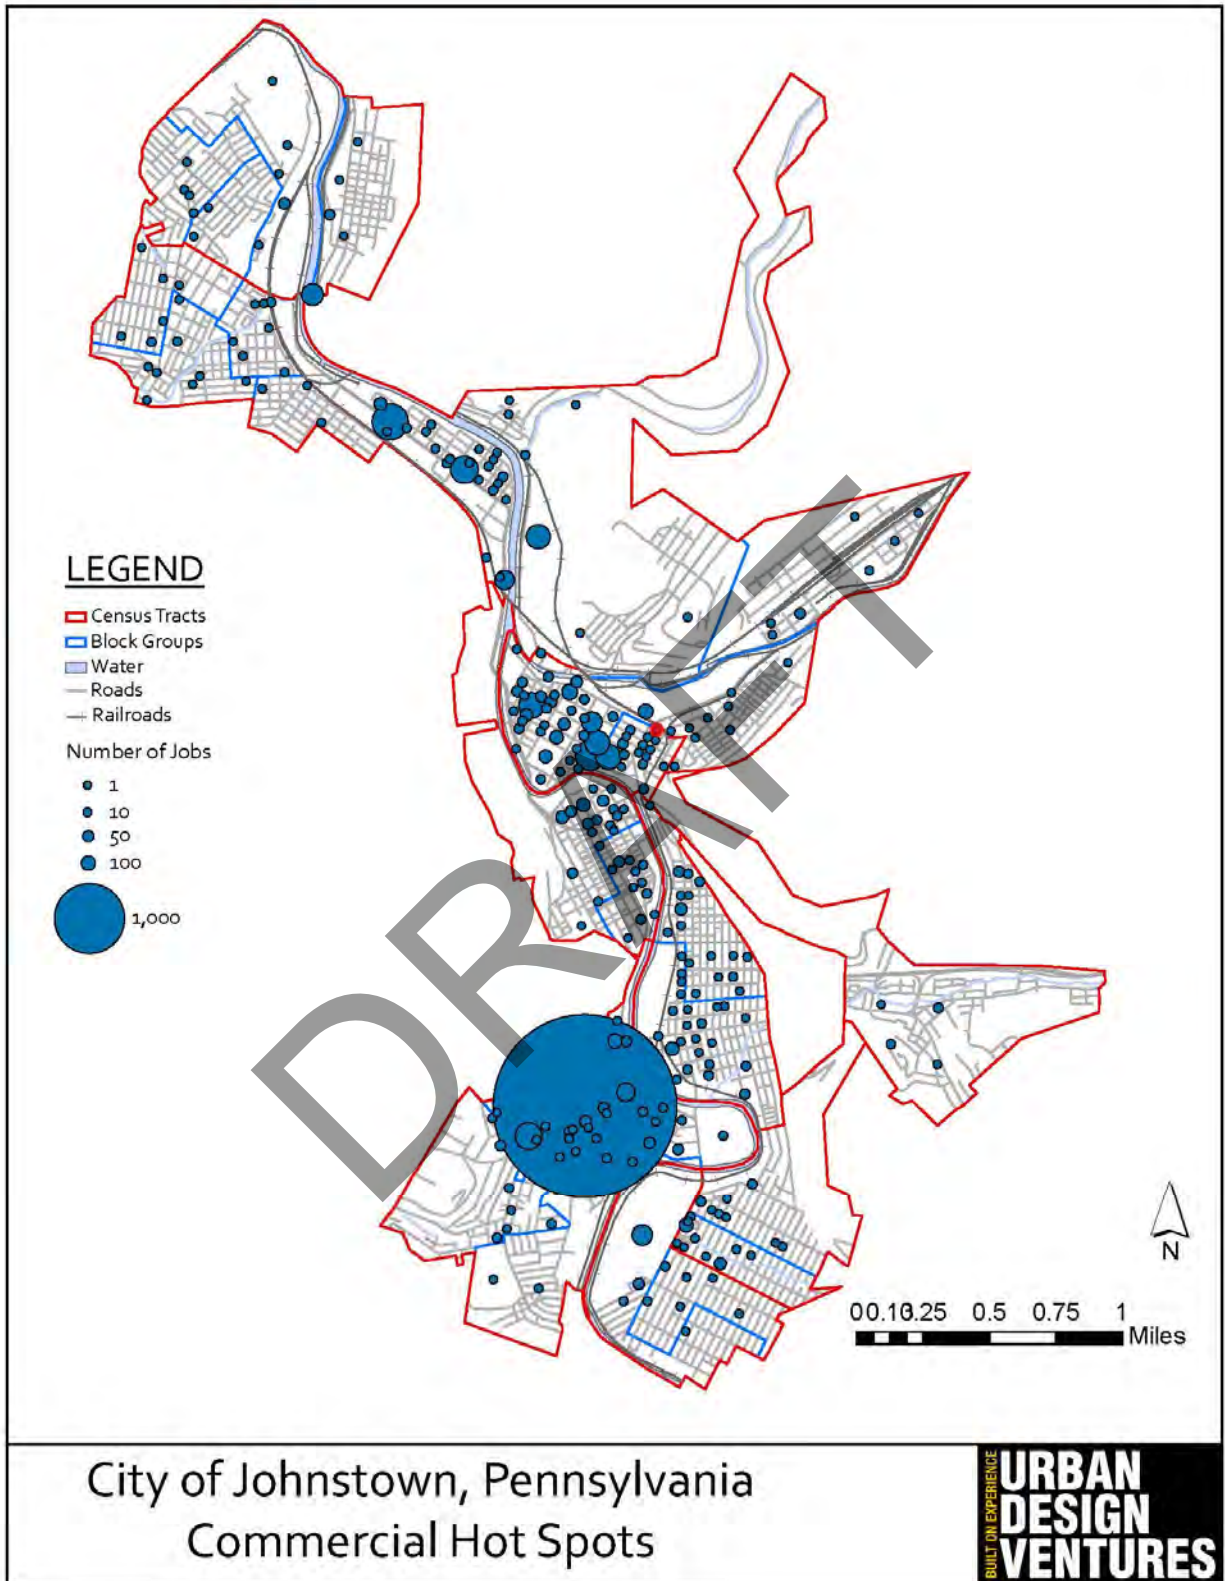 LEGEND
Census Tracts
Block Groups
Water
Roads
Railroads
Number of Jobs
1
10
50
100
1,000
DRAFT
N
0 0.13 0.25 0.5 0.75 1
Miles
City of Johnstown, Pennsylvania
Commercial Hot Spots
BUILT ON EXPERIENCE
URBAN
DESIGN
VENTURES